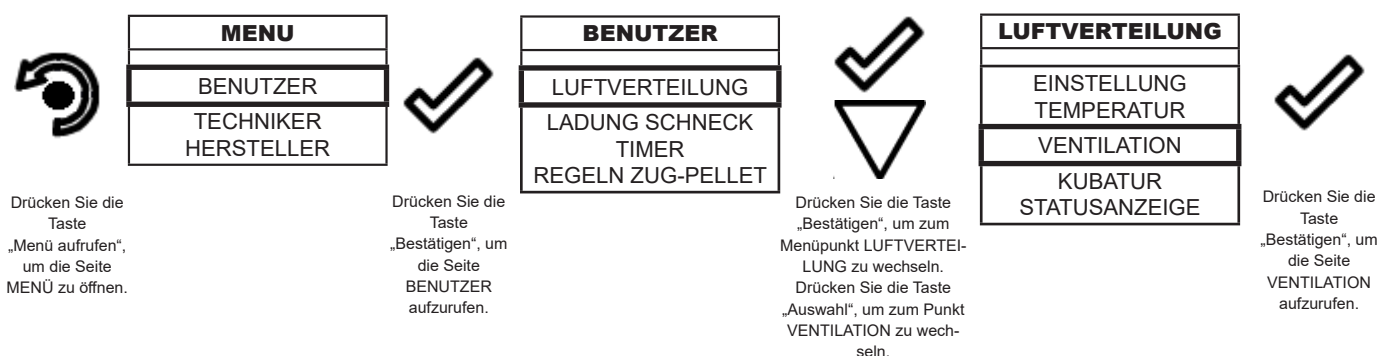 MENU
BENUTZER
TECHNIKER
HERSTELLER
Drücken Sie die
Taste
„Menü aufrufen“,
um die Seite
MENÜ zu öffnen.
Drücken Sie die
Taste
„Bestätigen“, um
die Seite
BENUTZER
aufzurufen.
BENUTZER
LUFTVERTEILUNG
LADUNG SCHNECK
TIMER
REGELN ZUG-PELLET
Drücken Sie die Taste
„Bestätigen“, um zum
Menüpunkt LUFTVERTEI-
LUNG zu wechseln.
Drücken Sie die Taste
„Auswahl“, um zum Punkt
VENTILATION zu wech-
seln.
LUFTVERTEILUNG
EINSTELLUNG
TEMPERATUR
VENTILATION
KUBATUR
STATUSANZEIGE
Drücken Sie die
Taste
„Bestätigen“, um
die Seite
VENTILATION
aufzurufen.